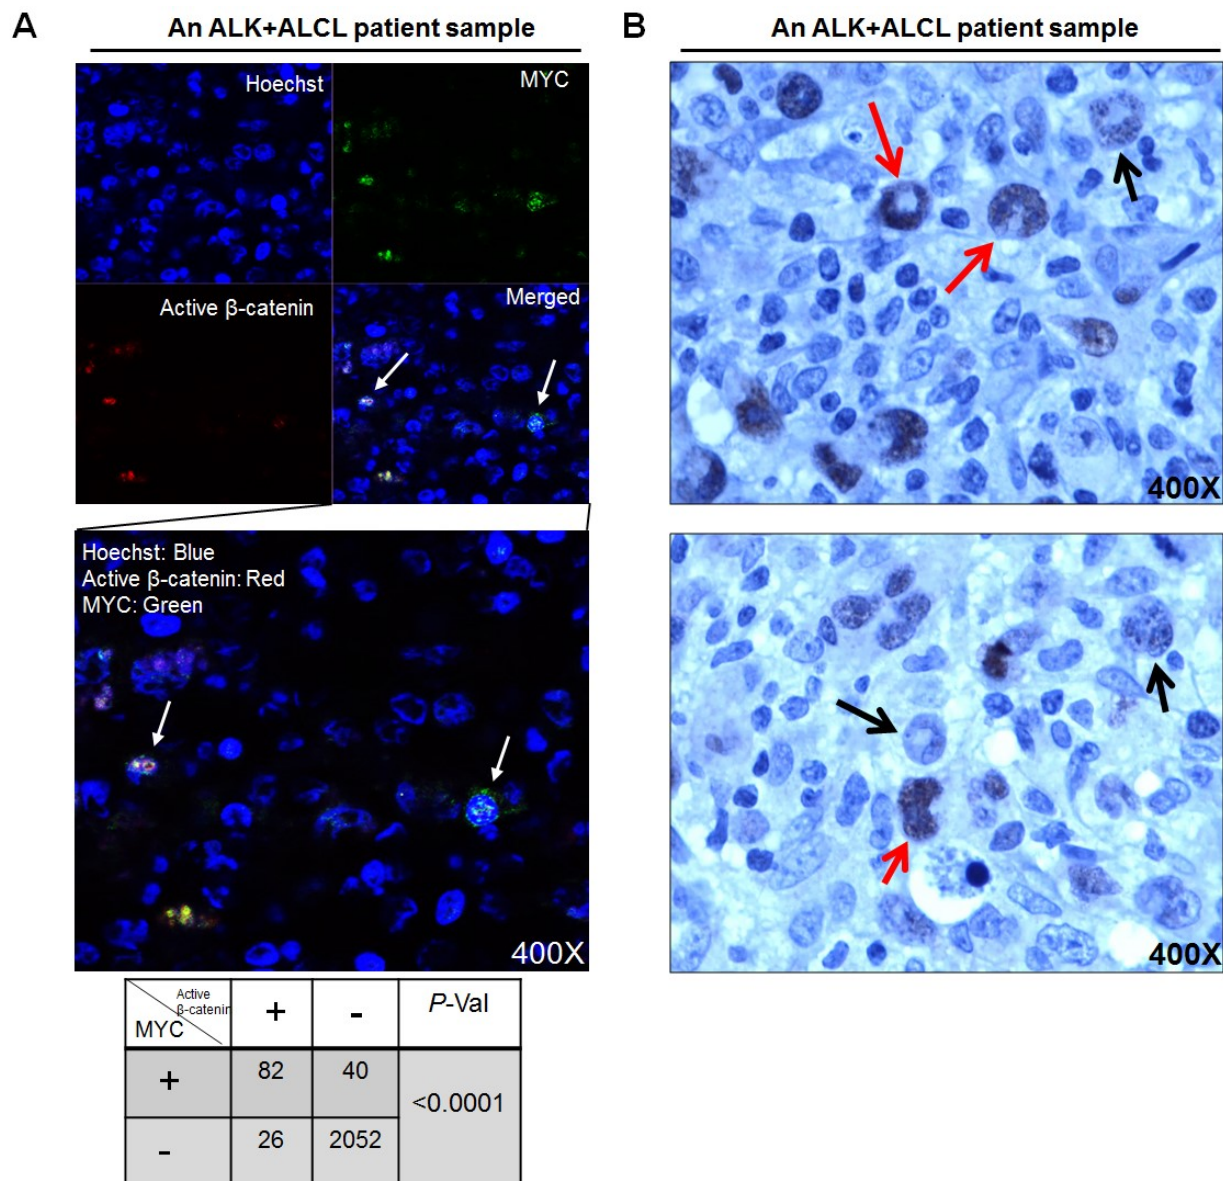 A
An ALK+ALCL patient sample
Hoechst
MYC
Active β-catenin
Merged
Hoechst: Blue
Active β-catenin: Red
MYC: Green
400X
Active
β-catenin
MYC
+
-
P-Val
+
82
40
<0.0001
-
26
2052
B
An ALK+ALCL patient sample
400X
400X